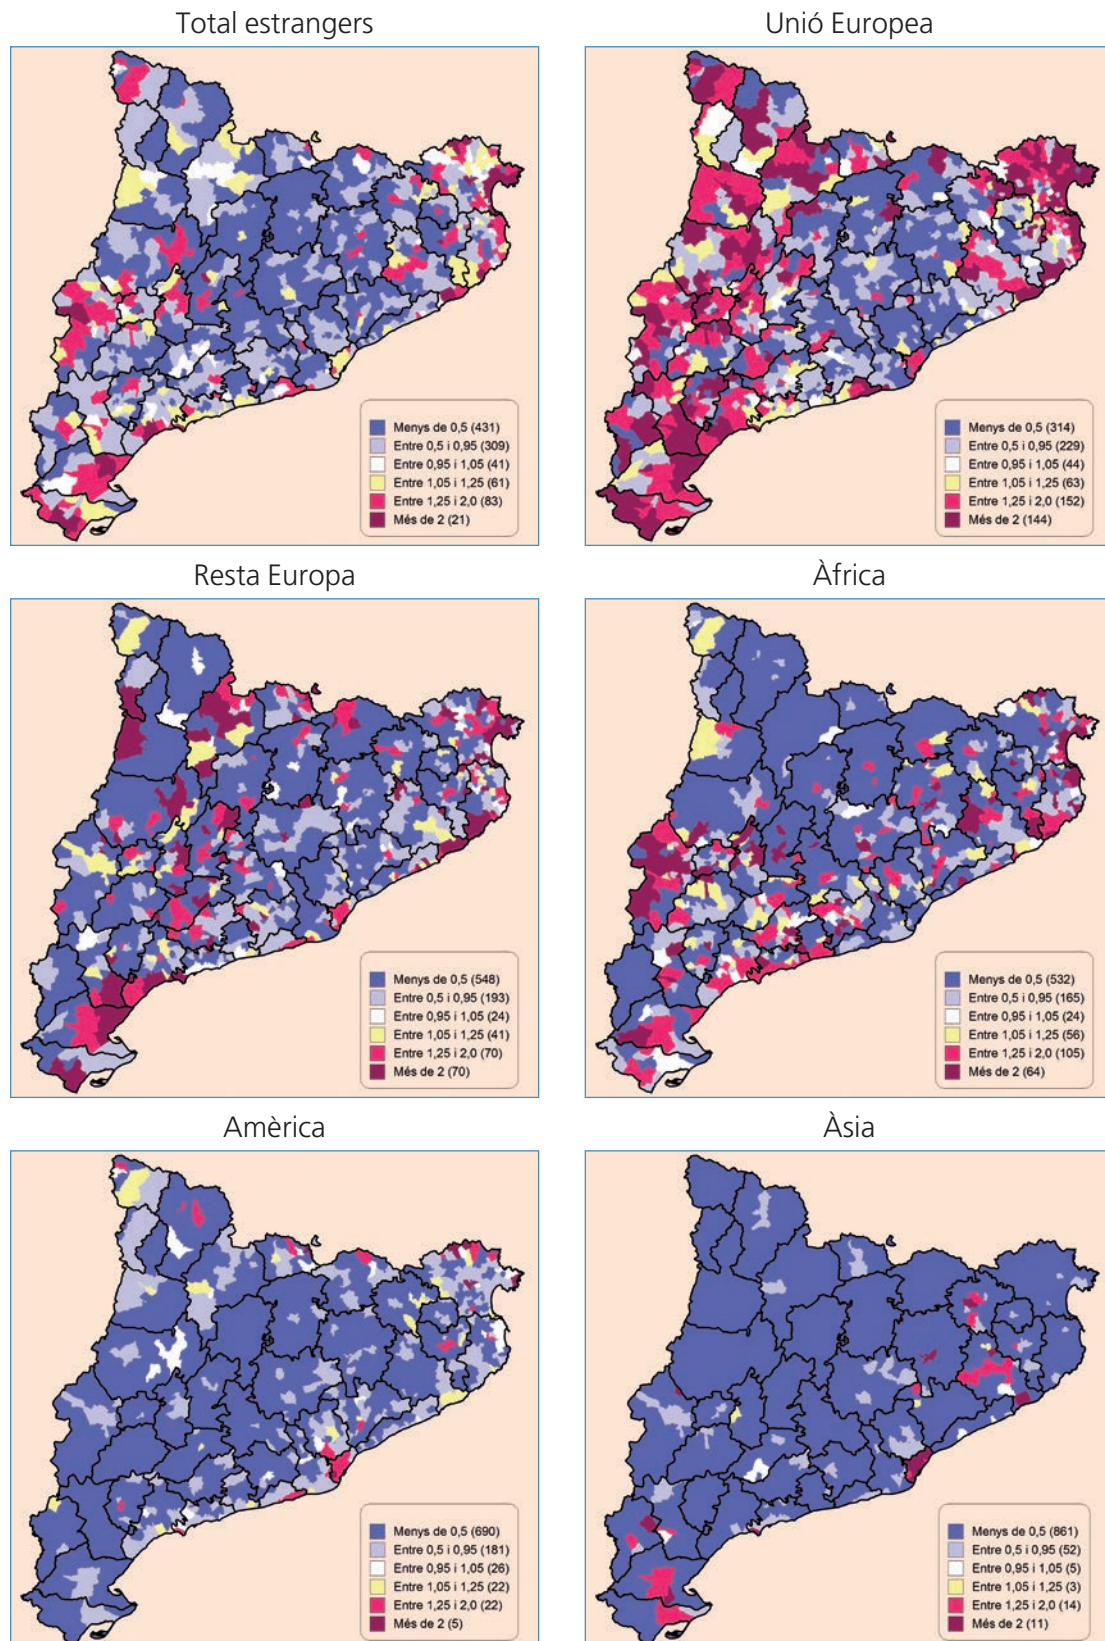 Total estrangers
Unió Europea
Menys de 0,5 (431)
Entre 0,5 i 0,95 (309)
Entre 0,95 i 1,05 (41)
Entre 1,05 i 1,25 (61)
Entre 1,25 i 2,0 (83)
Més de 2 (21)
Menys de 0,5 (314)
Entre 0,5 i 0,95 (229)
Entre 0,95 i 1,05 (44)
Entre 1,05 i 1,25 (63)
Entre 1,25 i 2,0 (152)
Més de 2 (144)
Resta Europa
Àfrica
Menys de 0,5 (548)
Entre 0,5 i 0,95 (193)
Entre 0,95 i 1,05 (24)
Entre 1,05 i 1,25 (41)
Entre 1,25 i 2,0 (70)
Més de 2 (70)
Menys de 0,5 (532)
Entre 0,5 i 0,95 (165)
Entre 0,95 i 1,05 (24)
Entre 1,05 i 1,25 (56)
Entre 1,25 i 2,0 (105)
Més de 2 (64)
Amèrica
Àsia
Menys de 0,5 (690)
Entre 0,5 i 0,95 (181)
Entre 0,95 i 1,05 (26)
Entre 1,05 i 1,25 (22)
Entre 1,25 i 2,0 (22)
Més de 2 (5)
Menys de 0,5 (861)
Entre 0,5 i 0,95 (52)
Entre 0,95 i 1,05 (5)
Entre 1,05 i 1,25 (3)
Entre 1,25 i 2,0 (14)
Més de 2 (11)